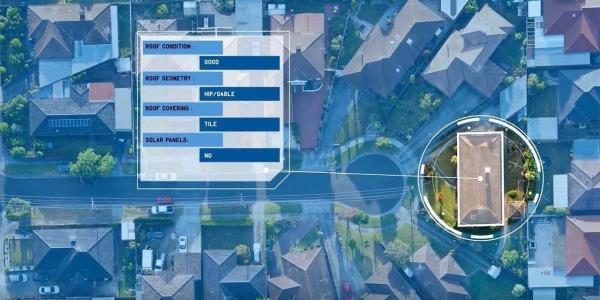 ROOF CONDITION :
GOOD
ROOF GEOMETRY :
HIP/GABLE
ROOF COVERING :
TILE
SOLAR PANELS:
NO